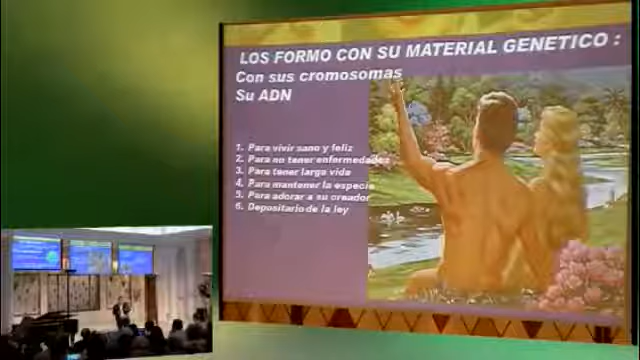 LOS FORMO CON SU MATERIAL GENETICO :
Con sus cromosomas
Su ADN
1. Para vivir sano y feliz
2. Para no tener enfermedades
3. Para tener larga vida
4. Para mantener la especie
5. Para adorar a su creador
6. Depositario de la ley